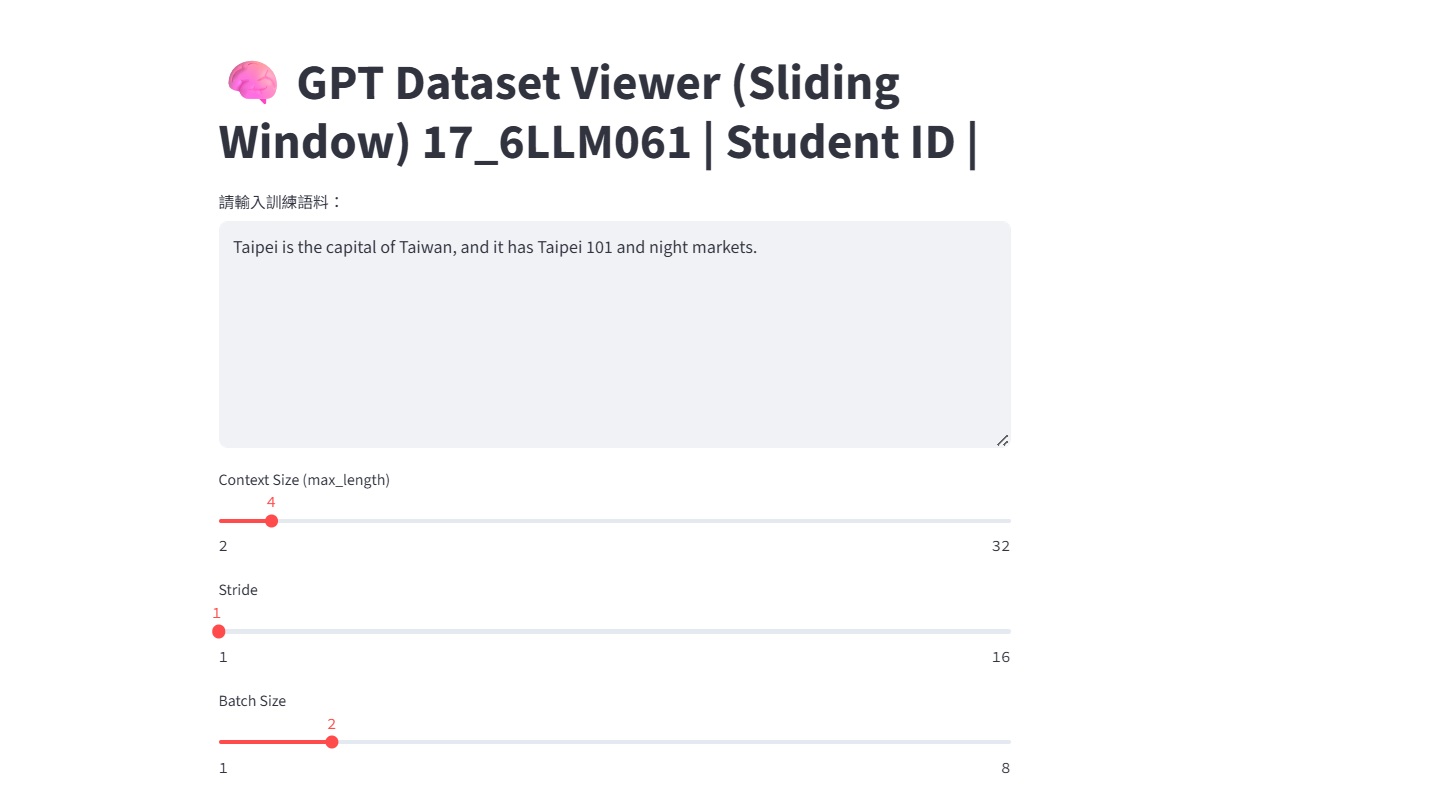 🧠 GPT Dataset Viewer (Sliding
Window) 17_6LLM061 | Student ID |
請輸入訓練語料：
Taipei is the capital of Taiwan, and it has Taipei 101 and night markets.
Context Size (max_length)
4
2 32
Stride
1
1 16
Batch Size
2
1 8